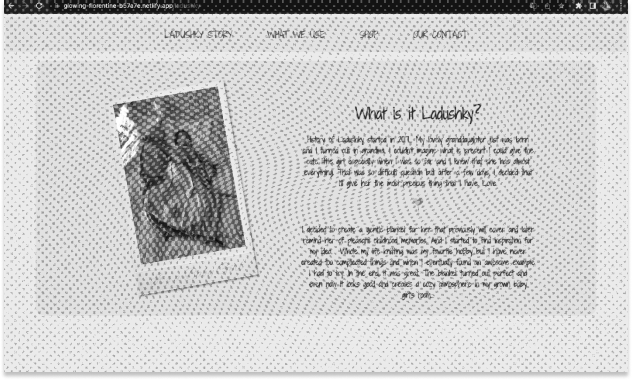 glowing-florentine-b57a7e.netlify.app/ladushky
LADUSHKY STORY WHAT WE USE SHOP OUR CONTACT
What is it Ladushky?
History of Ladushky started in 2017. My lovely granddaughter just was born
and I turned out in grandma. I couldn't imagine what is present I could give the
cute little girl especially when I was so far and I knew that she has almost
everything. That was so difficult question but after a few days, I decided that
I'll give her the most precious thing that I have. Love.
I decided to create a gentle blanket for her that previously will cover and later
remind her of pleasant childhood memories. And I started to find inspiration for
my idea. Whole my life knitting was my favorite hobby but I have never
created too complicated things and when I eventually found an awesome example
I had to try. In the end, it was great. The blanket turned out perfect and
even now it looks good and creates a cozy atmosphere in my grown baby
girl's room.